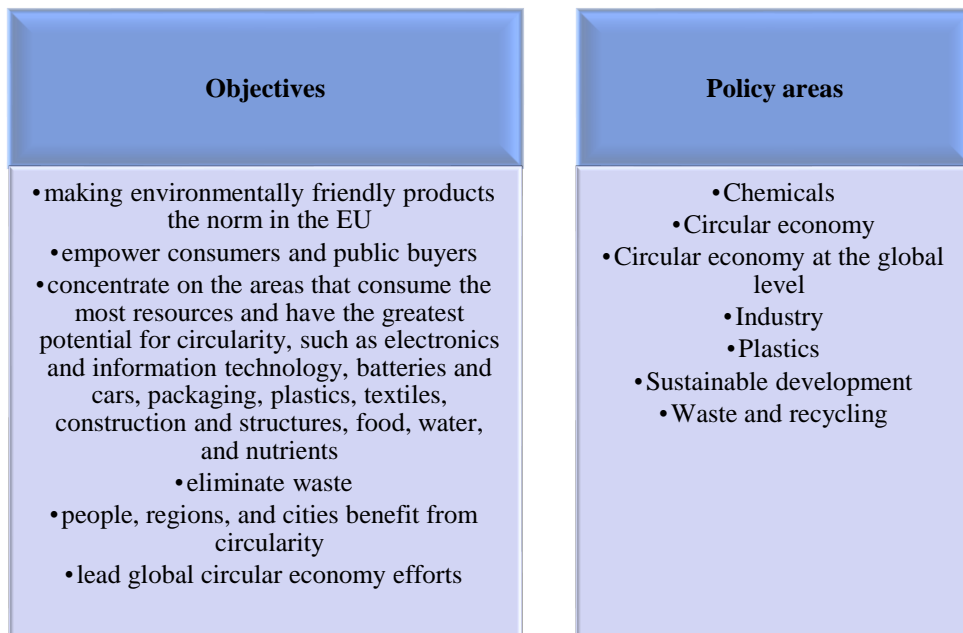 Objectives
•making environmentally friendly products
the norm in the EU
•empower consumers and public buyers
•concentrate on the areas that consume the
most resources and have the greatest
potential for circularity, such as electronics
and information technology, batteries and
cars, packaging, plastics, textiles,
construction and structures, food, water,
and nutrients
•eliminate waste
•people, regions, and cities benefit from
circularity
•lead global circular economy efforts
Policy areas
•Chemicals
•Circular economy
•Circular economy at the global
level
•Industry
•Plastics
•Sustainable development
•Waste and recycling